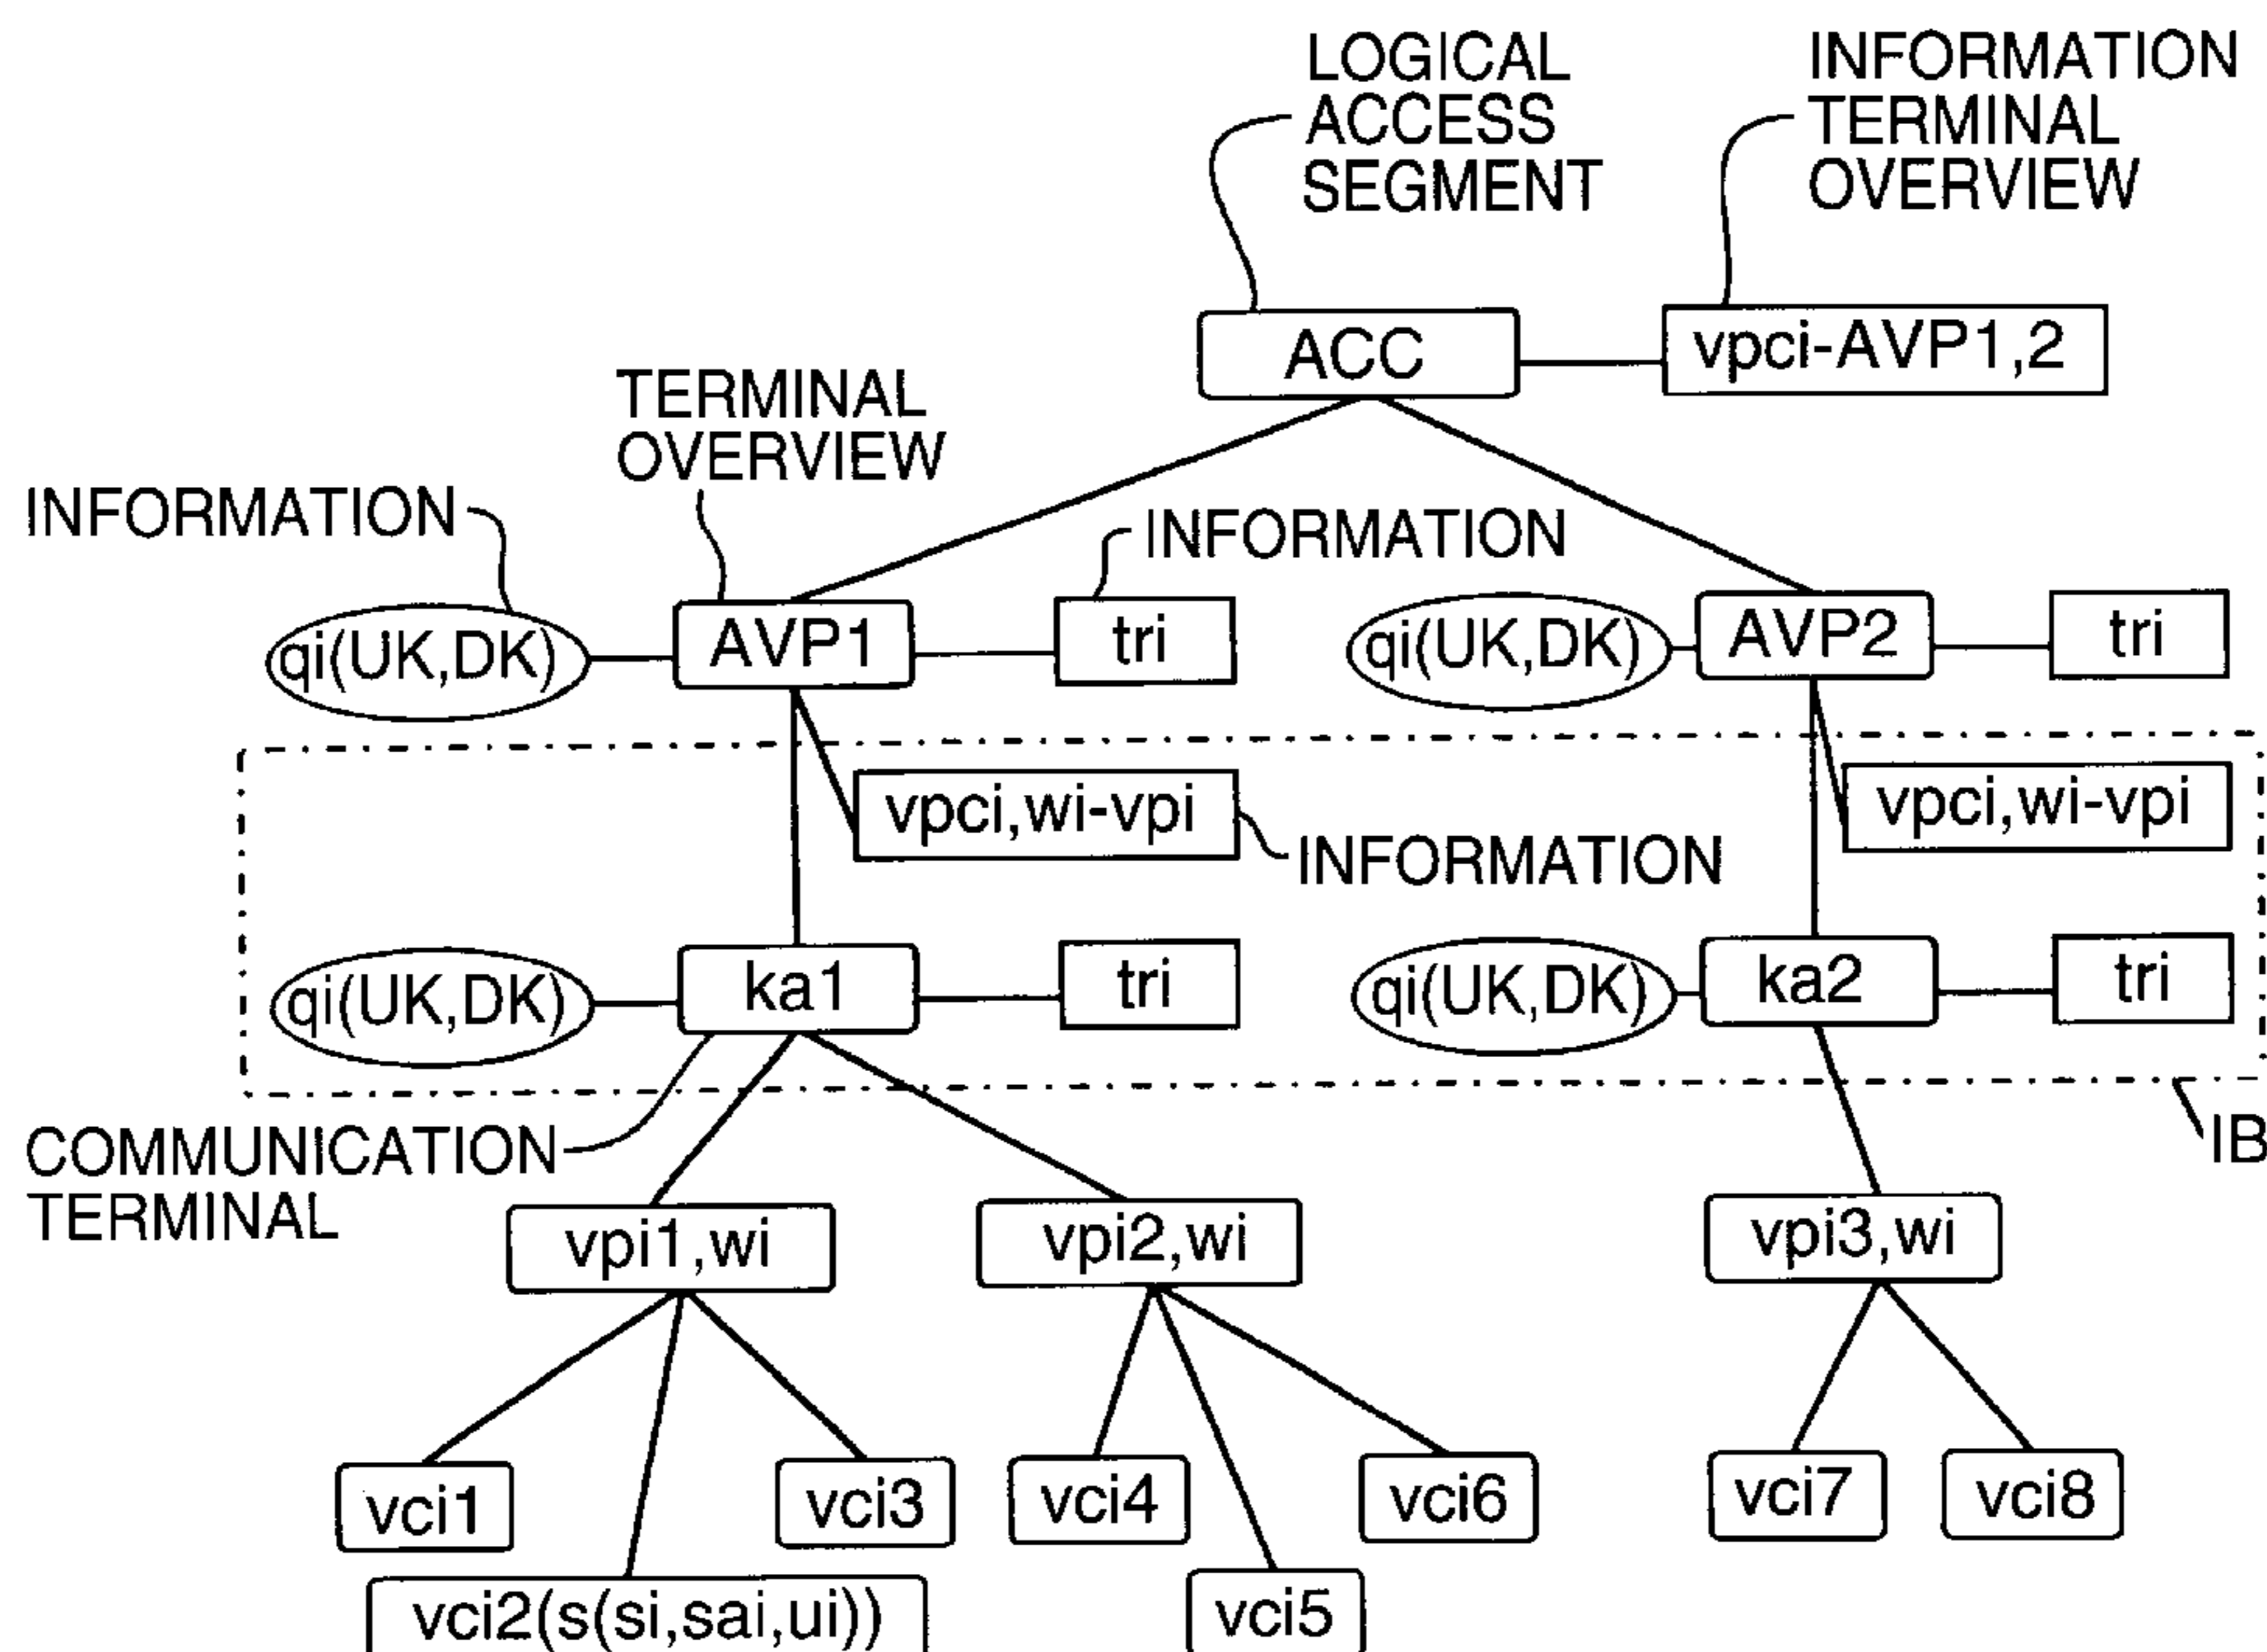 LOGICAL
ACCESS
SEGMENT
INFORMATION
TERMINAL
OVERVIEW
ACC
vpci-AVP1,2
TERMINAL
OVERVIEW
INFORMATION
INFORMATION
qi(UK,DK)
AVP1
tri
qi(UK,DK)
AVP2
tri
vpci,wi-vpi
INFORMATION
vpci,wi-vpi
qi(UK,DK)
ka1
tri
qi(UK,DK)
ka2
tri
COMMUNICATION
TERMINAL
IB
vpi1,wi
vpi2,wi
vpi3,wi
vci1
vci3
vci4
vci6
vci7
vci8
vci2(s(si,sai,ui))
vci5